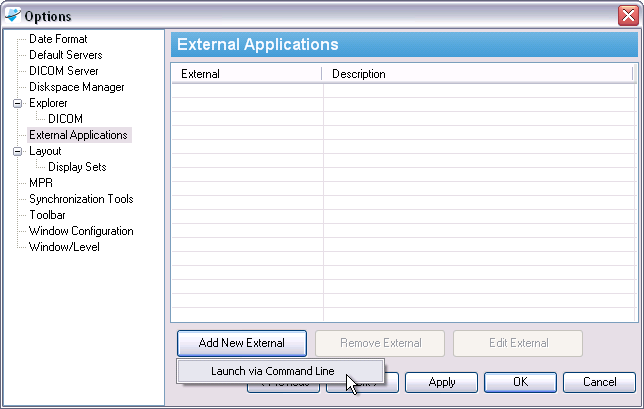 Options
Date Format
Default Servers
DICOM Server
Diskspace Manager
Explorer
DICOM
External Applications
Layout
Display Sets
MPR
Synchronization Tools
Toolbar
Window Configuration
Window/Level
External Applications
External Description
Add New External Remove External Edit External
Launch via Command Line
Apply OK Cancel